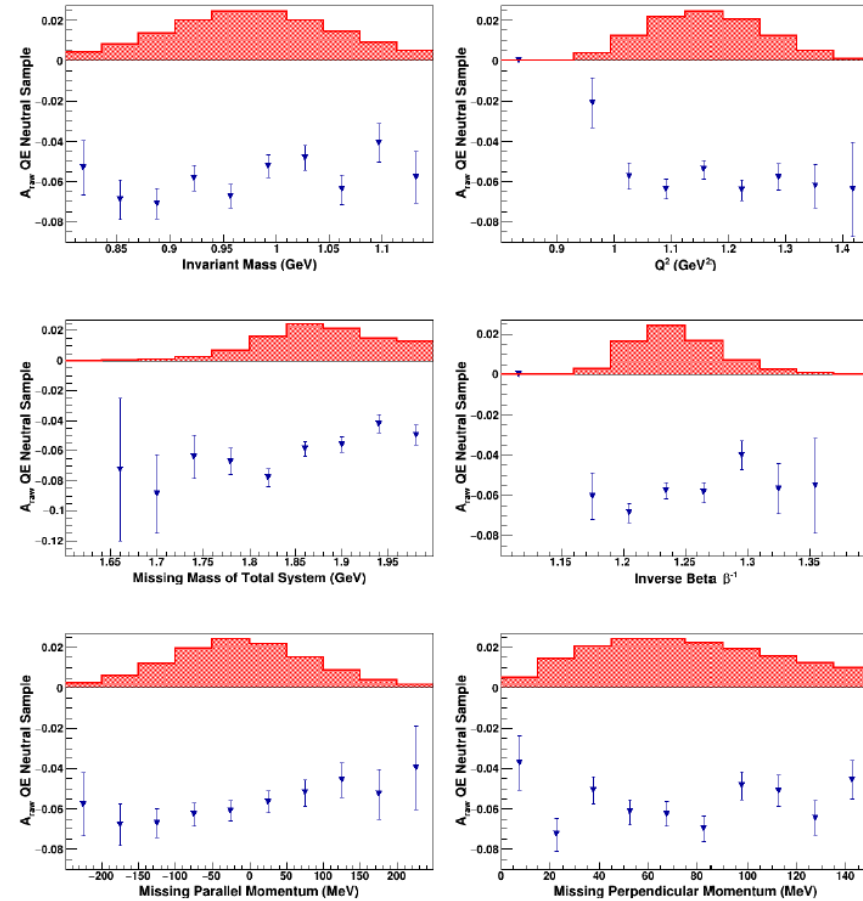 0.02
0
−0.02
−0.04
−0.06
−0.08
A_raw QE Neutral Sample
0.85 0.9 0.95 1 1.05 1.1
Invariant Mass (GeV)
0.02
0
−0.02
−0.04
−0.06
−0.08
A_raw QE Neutral Sample
0.9 1 1.1 1.2 1.3 1.4
Q² (GeV²)
0.02
0
−0.02
−0.04
−0.06
−0.08
−0.1
−0.12
A_raw QE Neutral Sample
1.65 1.7 1.75 1.8 1.85 1.9 1.95
Missing Mass of Total System (GeV)
0.02
0
−0.02
−0.04
−0.06
−0.08
A_raw QE Neutral Sample
1.15 1.2 1.25 1.3 1.35
Inverse Beta β⁻¹
0.02
0
−0.02
−0.04
−0.06
−0.08
A_raw QE Neutral Sample
−200 −150 −100 −50 0 50 100 150 200
Missing Parallel Momentum (MeV)
0.02
0
−0.02
−0.04
−0.06
−0.08
A_raw QE Neutral Sample
0 20 40 60 80 100 120 140
Missing Perpendicular Momentum (MeV)